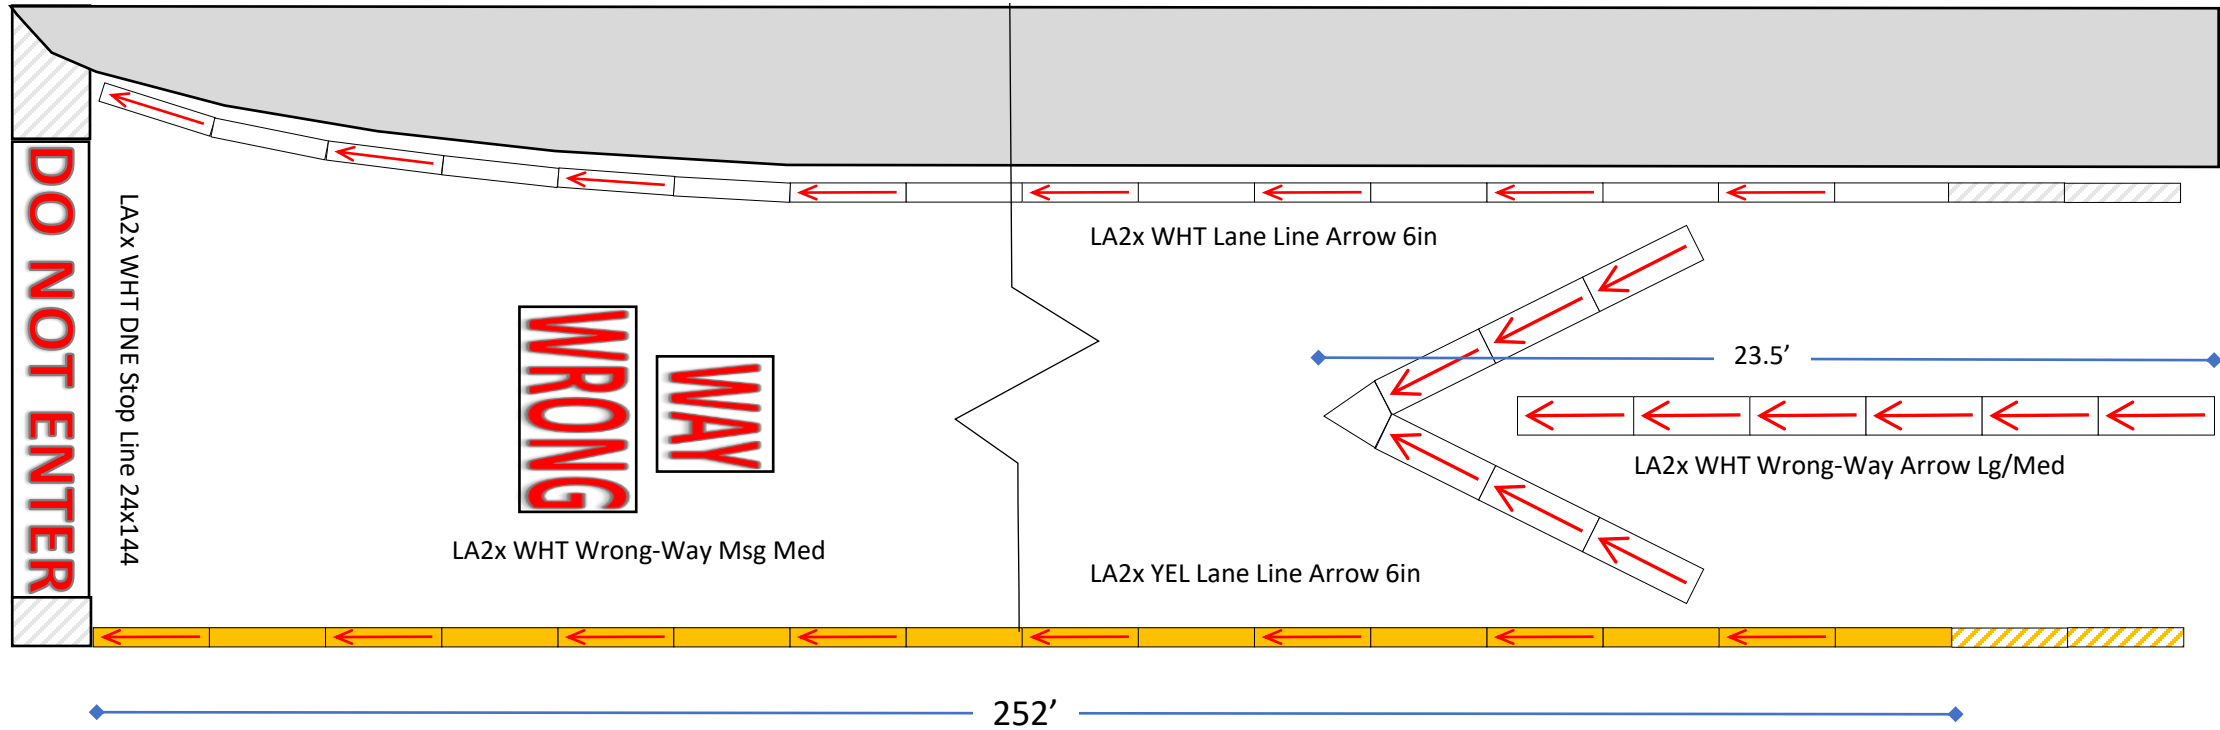 DO NOT ENTER
LA2x WHT DNE Stop Line 24x144
WRONG
WAY
LA2x WHT Wrong-Way Msg Med
LA2x WHT Lane Line Arrow 6in
23.5’
LA2x WHT Wrong-Way Arrow Lg/Med
LA2x YEL Lane Line Arrow 6in
252’